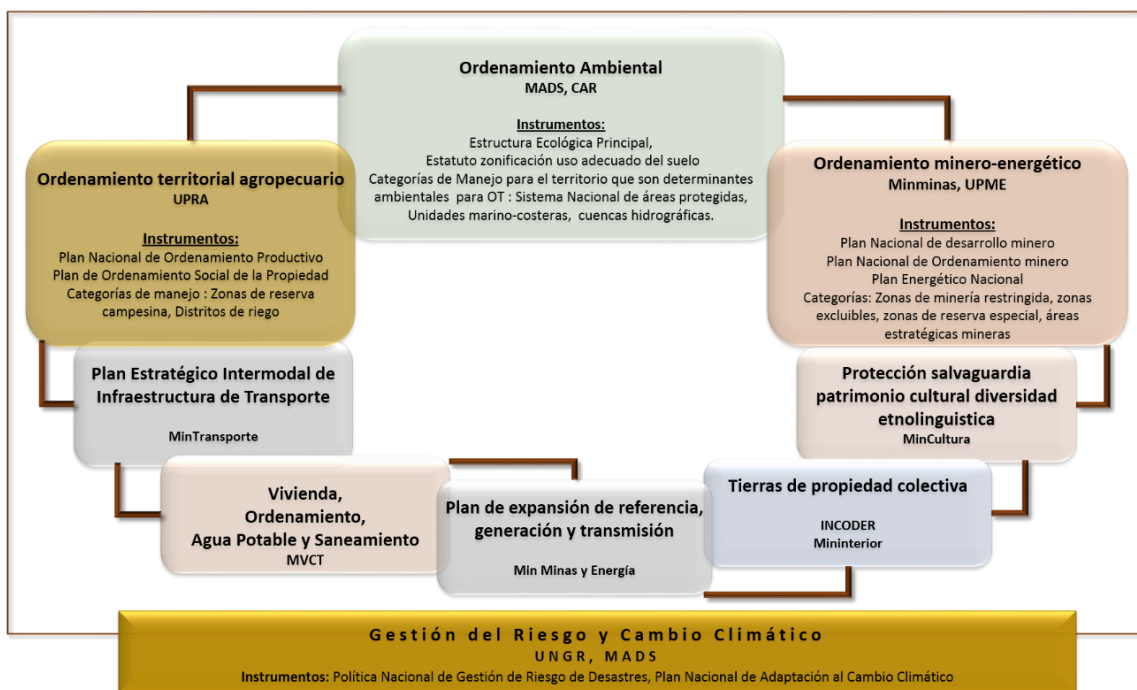 Ordenamiento Ambiental
MADS, CAR
Instrumentos:
Estructura Ecológica Principal,
Estatuto zonificación uso adecuado del suelo
Categorías de Manejo para el territorio que son determinantes
ambientales para OT : Sistema Nacional de áreas protegidas,
Unidades marino-costeras, cuencas hidrográficas.
Ordenamiento territorial agropecuario
UPRA
Instrumentos:
Plan Nacional de Ordenamiento Productivo
Plan de Ordenamiento Social de la Propiedad
Categorías de manejo : Zonas de reserva
campesina, Distritos de riego
Ordenamiento minero-energético
Minminas, UPME
Instrumentos:
Plan Nacional de desarrollo minero
Plan Nacional de Ordenamiento minero
Plan Energético Nacional
Categorías: Zonas de minería restringida, zonas
excluibles, zonas de reserva especial, áreas
estratégicas mineras
Plan Estratégico Intermodal de
Infraestructura de Transporte
MinTransporte
Protección salvaguardia
patrimonio cultural diversidad
etnolinguistica
MinCultura
Vivienda,
Ordenamiento,
Agua Potable y Saneamiento
MVCT
Plan de expansión de referencia,
generación y transmisión
Min Minas y Energía
Tierras de propiedad colectiva
INCODER
Mininterior
Gestión del Riesgo y Cambio Climático
UNGR, MADS
Instrumentos: Política Nacional de Gestión de Riesgo de Desastres, Plan Nacional de Adaptación al Cambio Climático